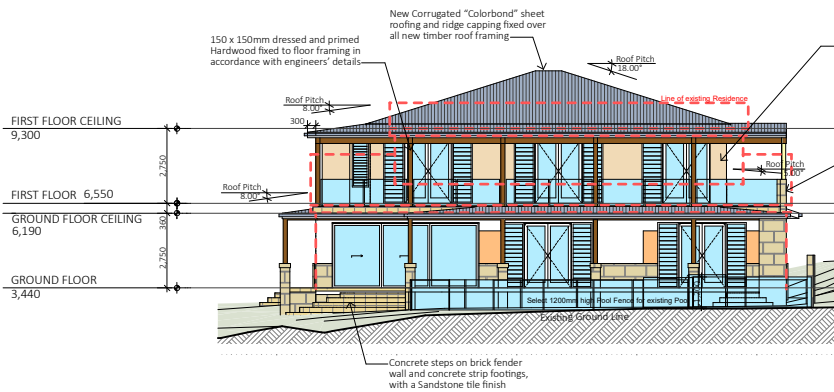 New Corrugated "Colorbond" sheet
roofing and ridge capping fixed over
all new timber roof framing
150 x 150mm dressed and primed
Hardwood fixed to floor framing in
accordance with engineers' details
Roof Pitch
18.00°
Roof Pitch
8.00°
Line of existing Residence
300
FIRST FLOOR CEILING
9,300
2,750
Roof Pitch
5.00°
Roof Pitch
8.00°
FIRST FLOOR 6,550
360
GROUND FLOOR CEILING
6,190
2,750
GROUND FLOOR
3,440
Select 1200mm high Pool Fence for existing Pool
Existing Ground Line
Concrete steps on brick fender
wall and concrete strip footings,
with a Sandstone tile finish